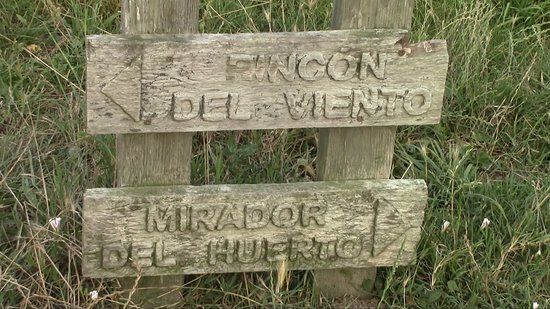 RINCÓN
DEL VIENTO
MIRADOR
DEL HUERTO